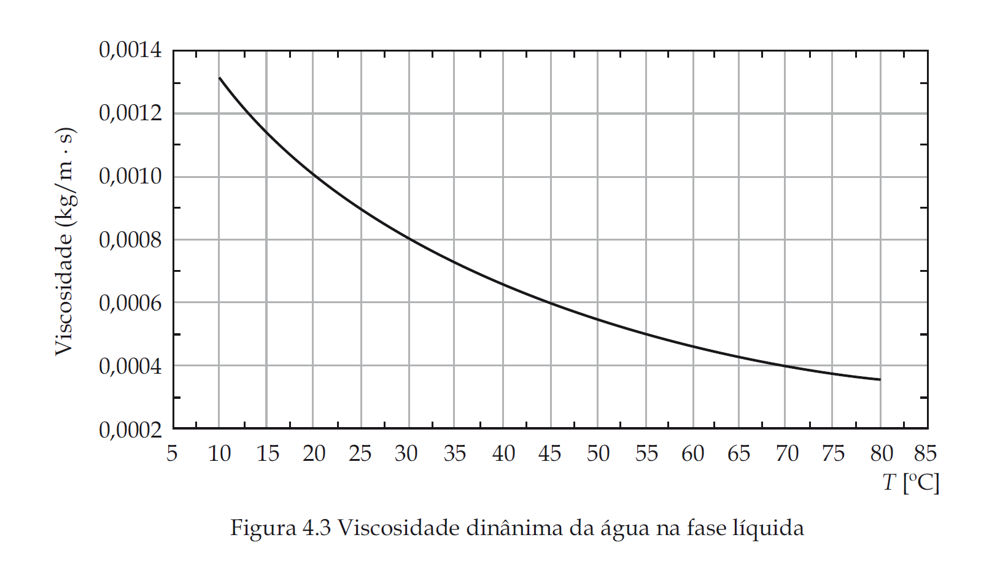 0,0014
0,0012
0,0010
0,0008
0,0006
0,0004
0,0002
Viscosidade (kg/m · s)
5 10 15 20 25 30 35 40 45 50 55 60 65 70 75 80 85
T [ºC]
Figura 4.3 Viscosidade dinânima da água na fase líquida